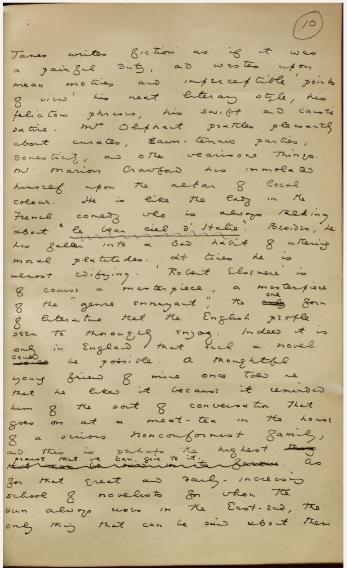 10
James writes fiction as if it was
a painful duty, and wastes upon
mean motives and imperceptible 'points
of view' his neat literary style, his
felicitous phrases, his swift and caustic
satire. Mrs Oliphant prattles pleasantly
about curates, lawn-tennis parties,
domesticity, and other wearisome things.
Mr. Marion Crawford has immolated
himself upon the altar of local
colour. He is like the lady in the
French comedy who is always talking
about "le beau ciel d'Italie". Besides, he
has fallen into a bad habit of uttering
moral platitudes. At times he is
almost edifying. 'Robert Elsmere' is
of course a masterpiece, a masterpiece
of the "genre ennuyeux", the one form
of literature that the English people
seem to thoroughly enjoy. Indeed it is
only in England that such a novel
could be possible. A thoughtful
young friend of mine once told me
that he liked it because it reminded
him of the sort of conversation that
goes on at a meat-tea in the house
of a serious Nonconformist family,
and this is perhaps the highest
praise that we can give to it. As
for that great and daily-increasing
school of novelists for whom the
sun always rises in the East-end, the
only thing that can be said about them